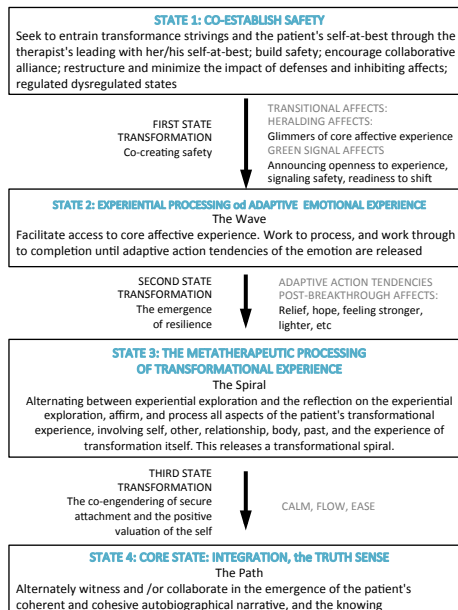 STATE 1: CO-ESTABLISH SAFETY
Seek to entrain transformance strivings and the patient's self-at-best through the
therapist's leading with her/his self-at-best; build safety; encourage collaborative
alliance; restructure and minimize the impact of defenses and inhibiting affects;
regulated dysregulated states
FIRST STATE
TRANSFORMATION
Co-creating safety
TRANSITIONAL AFFECTS:
HERALDING AFFECTS:
Glimmers of core affective experience
GREEN SIGNAL AFFECTS
Announcing openness to experience,
signaling safety, readiness to shift
STATE 2: EXPERIENTIAL PROCESSING od ADAPTIVE EMOTIONAL EXPERIENCE
The Wave
Facilitate access to core affective experience. Work to process, and work through
to completion until adaptive action tendencies of the emotion are released
SECOND STATE
TRANSFORMATION
The emergence
of resilience
ADAPTIVE ACTION TENDENCIES
POST-BREAKTHROUGH AFFECTS:
Relief, hope, feeling stronger,
lighter, etc
STATE 3: THE METATHERAPEUTIC PROCESSING
OF TRANSFORMATIONAL EXPERIENCE
The Spiral
Alternating between experiential exploration and the reflection on the experiential
exploration, affirm, and process all aspects of the patient's transformational
experience, involving self, other, relationship, body, past, and the experience of
transformation itself. This releases a transformational spiral.
THIRD STATE
TRANSFORMATION
The co-engendering of secure
attachment and the positive
valuation of the self
CALM, FLOW, EASE
STATE 4: CORE STATE: INTEGRATION, the TRUTH SENSE
The Path
Alternately witness and /or collaborate in the emergence of the patient's
coherent and cohesive autobiographical narrative, and the knowing